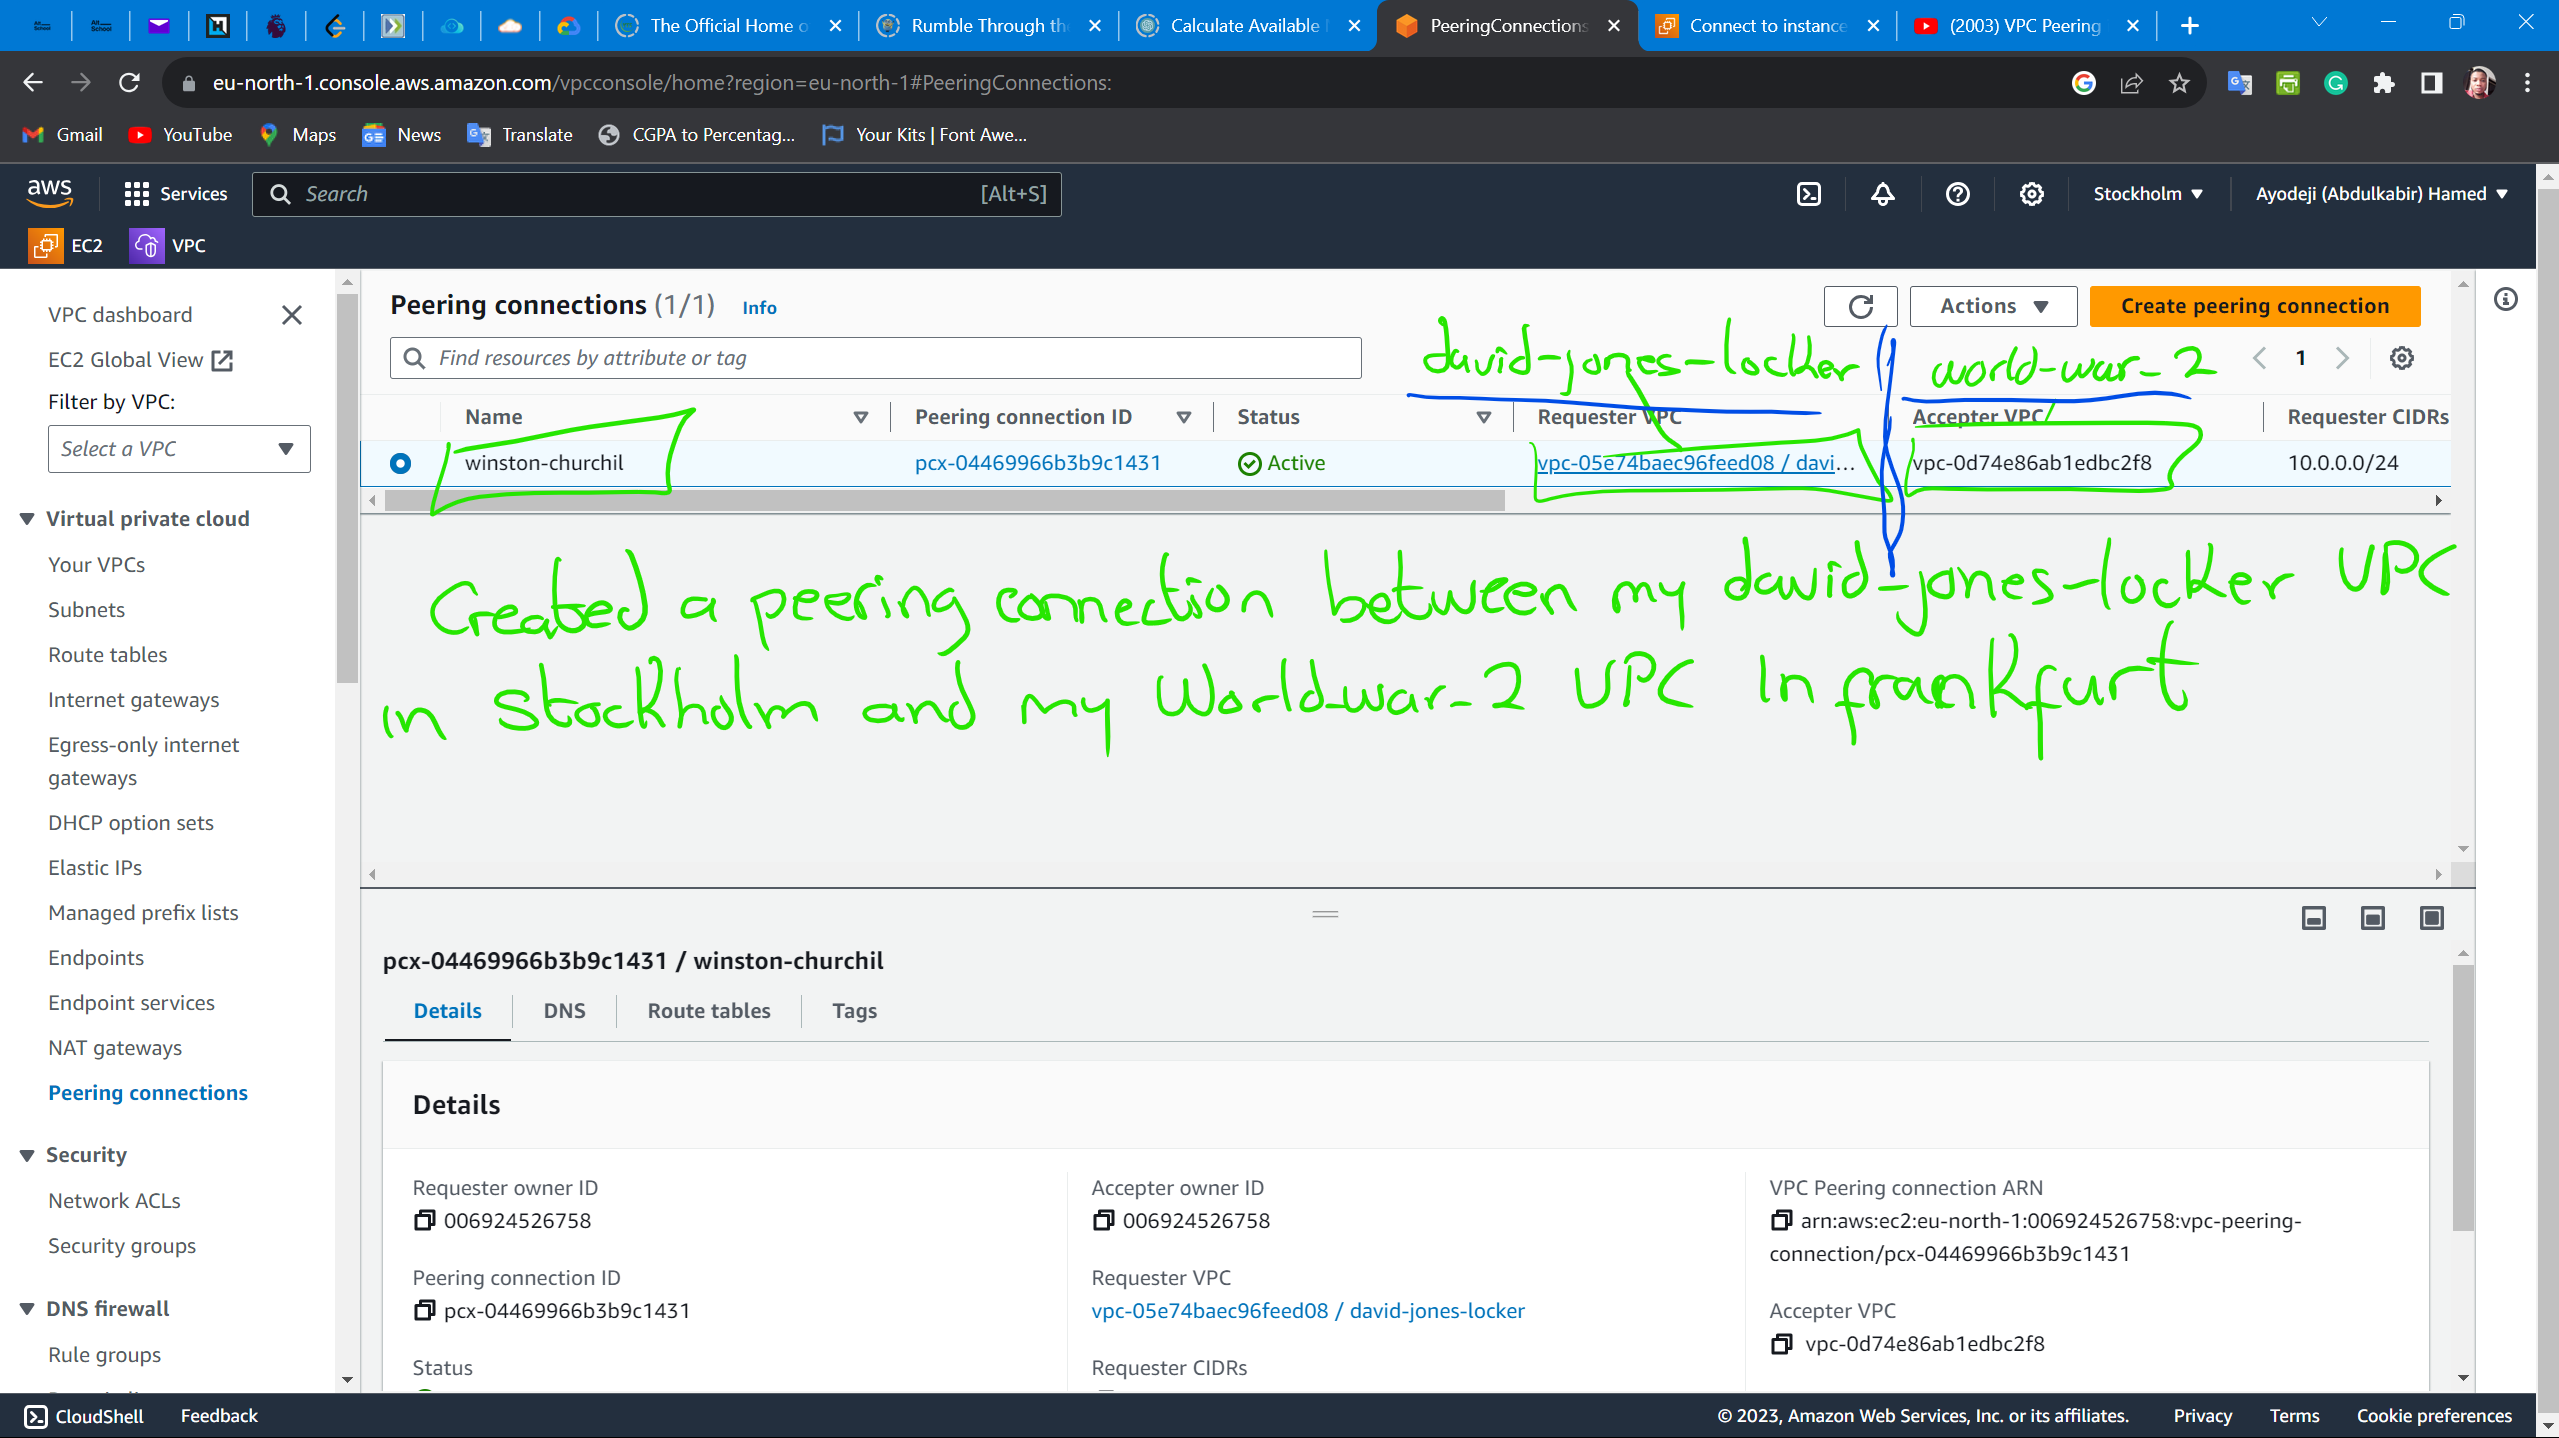 The Official Home o
Rumble Through th
Calculate Available
PeeringConnections
Connect to instance
(2003) VPC Peering
eu-north-1.console.aws.amazon.com/vpcconsole/home?region=eu-north-1#PeeringConnections:
Gmail YouTube Maps News Translate CGPA to Percentag... Your Kits | Font Awe...
aws Services Search [Alt+S] Stockholm Ayodeji (Abdulkabir) Hamed
EC2 VPC
VPC dashboard
EC2 Global View
Filter by VPC:
Select a VPC
Virtual private cloud
Your VPCs
Subnets
Route tables
Internet gateways
Egress-only internet
gateways
DHCP option sets
Elastic IPs
Managed prefix lists
Endpoints
Endpoint services
NAT gateways
Peering connections
Security
Network ACLs
Security groups
DNS firewall
Rule groups
Peering connections (1/1) Info
Actions
Create peering connection
Find resources by attribute or tag
david-jones-locker
world-war-2
1
Name Peering connection ID Status Requester VPC Accepter VPC Requester CIDRs
winston-churchil pcx-04469966b3b9c1431 Active vpc-05e74baec96feed08 / davi... vpc-0d74e86ab1edbc2f8 10.0.0.0/24
Created a peering connection between my david-jones-locker VPC
in stockholm and my World-war-2 VPC In frankfurt
pcx-04469966b3b9c1431 / winston-churchil
Details DNS Route tables Tags
Details
Requester owner ID
006924526758
Peering connection ID
pcx-04469966b3b9c1431
Status
Accepter owner ID
006924526758
Requester VPC
vpc-05e74baec96feed08 / david-jones-locker
Requester CIDRs
VPC Peering connection ARN
arn:aws:ec2:eu-north-1:006924526758:vpc-peering-
connection/pcx-04469966b3b9c1431
Accepter VPC
vpc-0d74e86ab1edbc2f8
CloudShell Feedback © 2023, Amazon Web Services, Inc. or its affiliates. Privacy Terms Cookie preferences